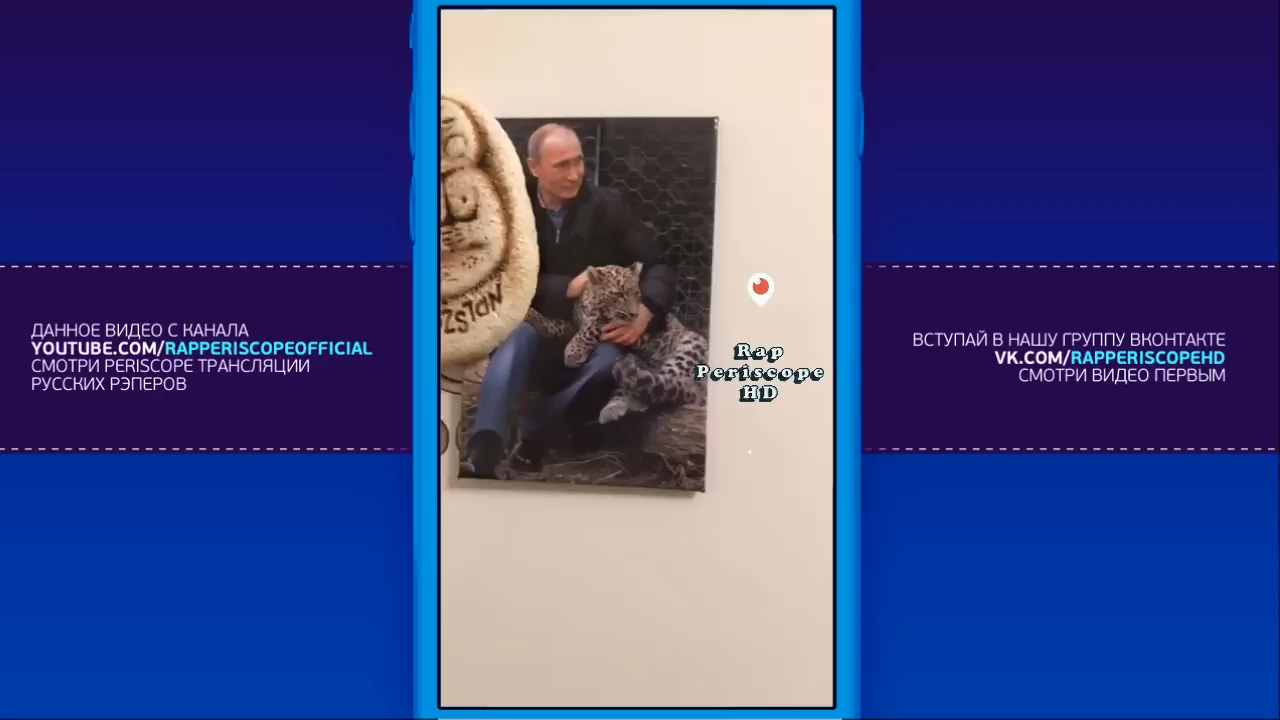 ДАННОЕ ВИДЕО С КАНАЛА
YOUTUBE.COM/RAPPERISCOPEOFFICIAL
СМОТРИ PERISCOPE ТРАНСЛЯЦИИ
РУССКИХ РЭПЕРОВ
Rap
Periscope
HD
ВСТУПАЙ В НАШУ ГРУППУ ВКОНТАКТЕ
VK.COM/RAPPERISCOPEHD
СМОТРИ ВИДЕО ПЕРВЫМ